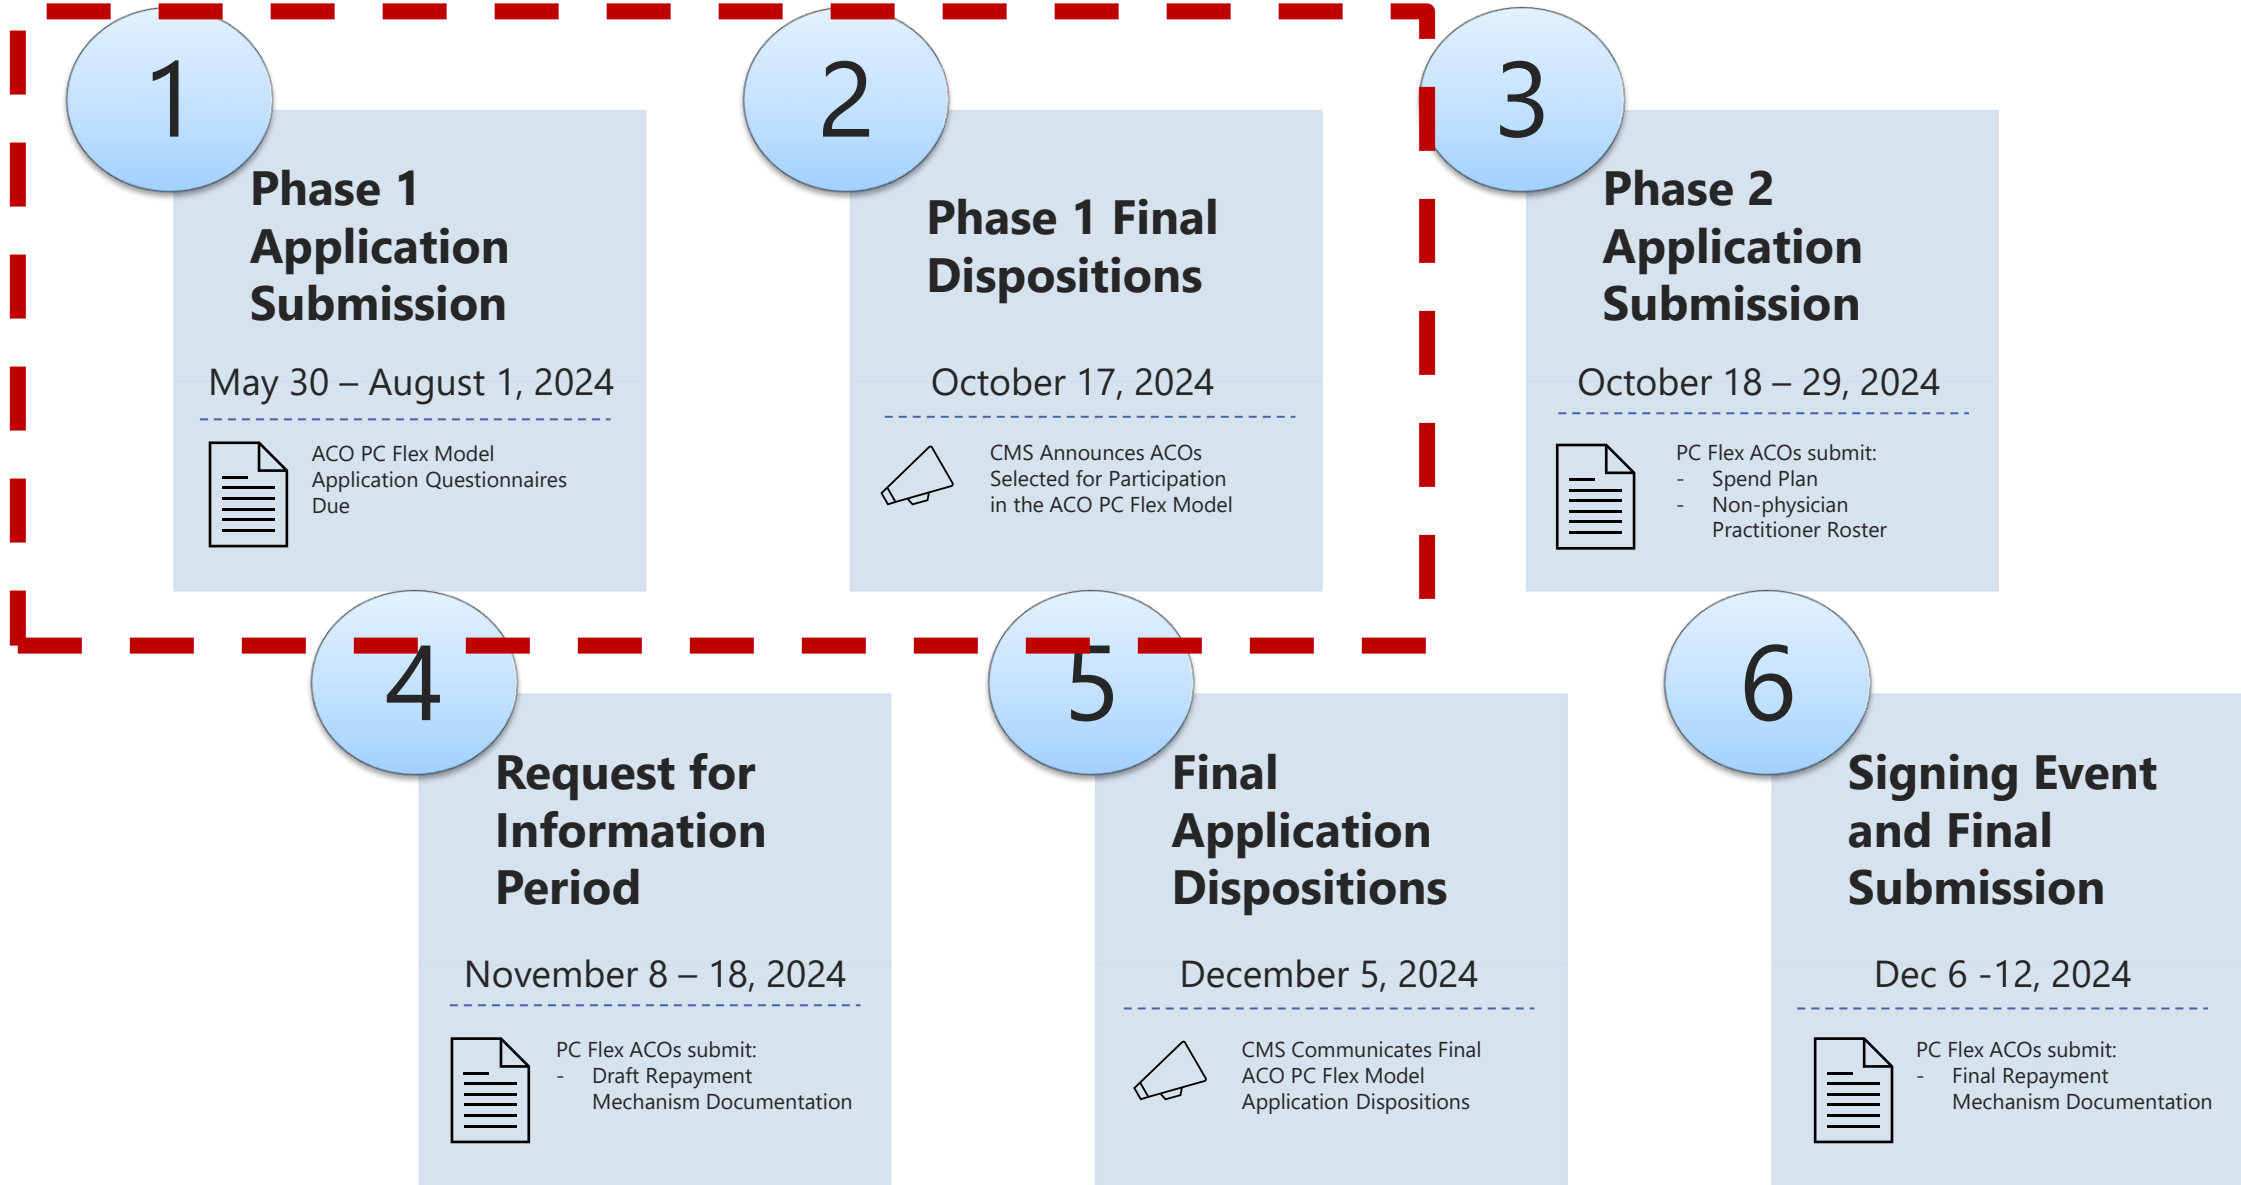 1
Phase 1
Application
Submission
May 30 – August 1, 2024
ACO PC Flex Model
Application Questionnaires
Due
2
Phase 1 Final
Dispositions
October 17, 2024
CMS Announces ACOs
Selected for Participation
in the ACO PC Flex Model
3
Phase 2
Application
Submission
October 18 – 29, 2024
PC Flex ACOs submit:
- Spend Plan
- Non-physician
Practitioner Roster
4
Request for
Information
Period
November 8 – 18, 2024
PC Flex ACOs submit:
- Draft Repayment
Mechanism Documentation
5
Final
Application
Dispositions
December 5, 2024
CMS Communicates Final
ACO PC Flex Model
Application Dispositions
6
Signing Event
and Final
Submission
Dec 6 -12, 2024
PC Flex ACOs submit:
- Final Repayment
Mechanism Documentation